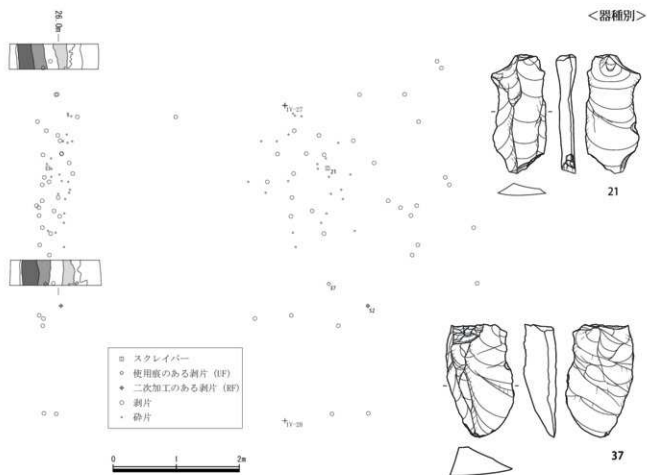 <器種別>
26.0m
IV-27
21
21
37
IV-28
37
スクレイパー
使用痕のある剥片 (UF)
二次加工のある剥片 (RF)
剥片
砕片
0 1 2m